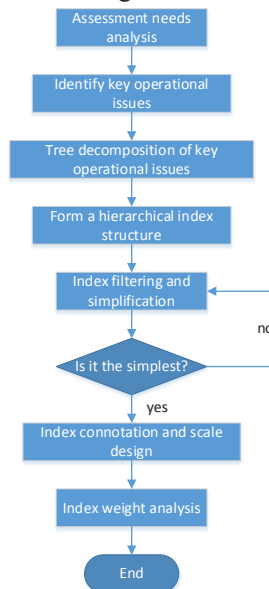 Assessment needs
analysis
Identify key operational
issues
Tree decomposition of key
operational issues
Form a hierarchical index
structure
Index filtering and
simplification
Is it the simplest?
yes
Index connotation and scale
design
Index weight analysis
End